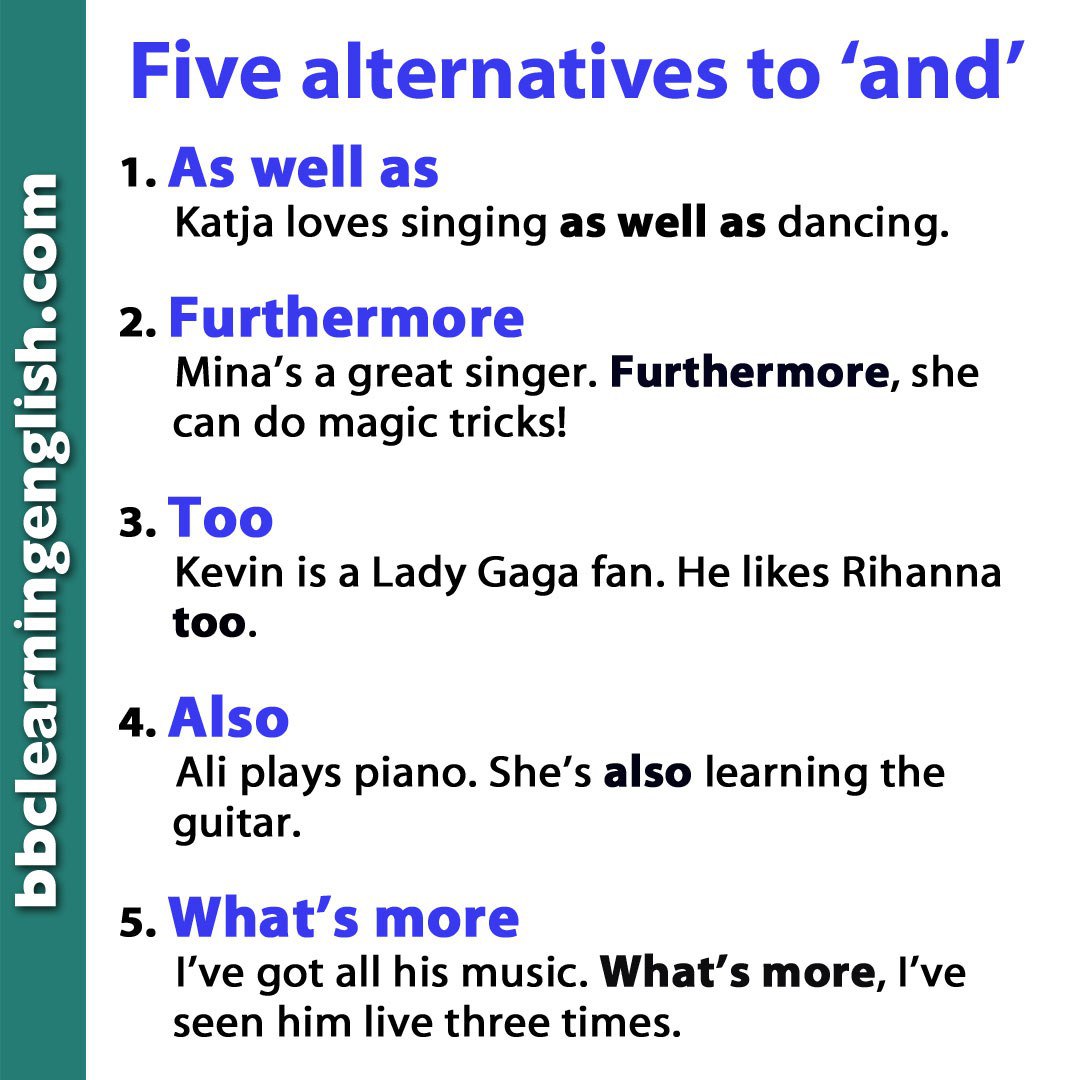 bbclearningenglish.com
Five alternatives to ‘and’
1. As well as
Katja loves singing as well as dancing.
2. Furthermore
Mina’s a great singer. Furthermore, she
can do magic tricks!
3. Too
Kevin is a Lady Gaga fan. He likes Rihanna
too.
4. Also
Ali plays piano. She’s also learning the
guitar.
5. What’s more
I’ve got all his music. What’s more, I’ve
seen him live three times.